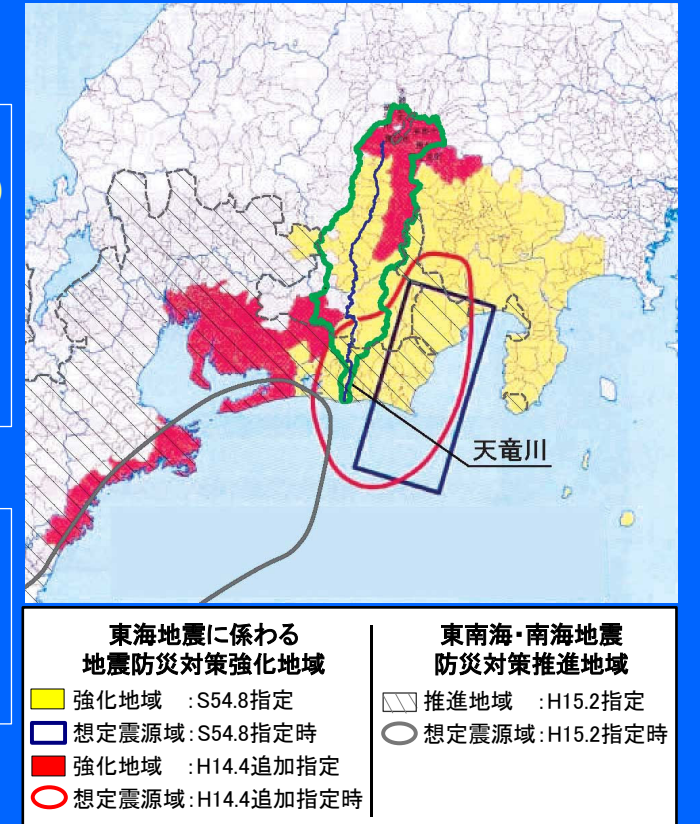 天竜川
東海地震に係わる
地震防災対策強化地域
強化地域　：S54.8指定
想定震源域：S54.8指定時
強化地域　：H14.4追加指定
想定震源域：H14.4追加指定時
東南海・南海地震
防災対策推進地域
推進地域　：H15.2指定
想定震源域：H15.2指定時